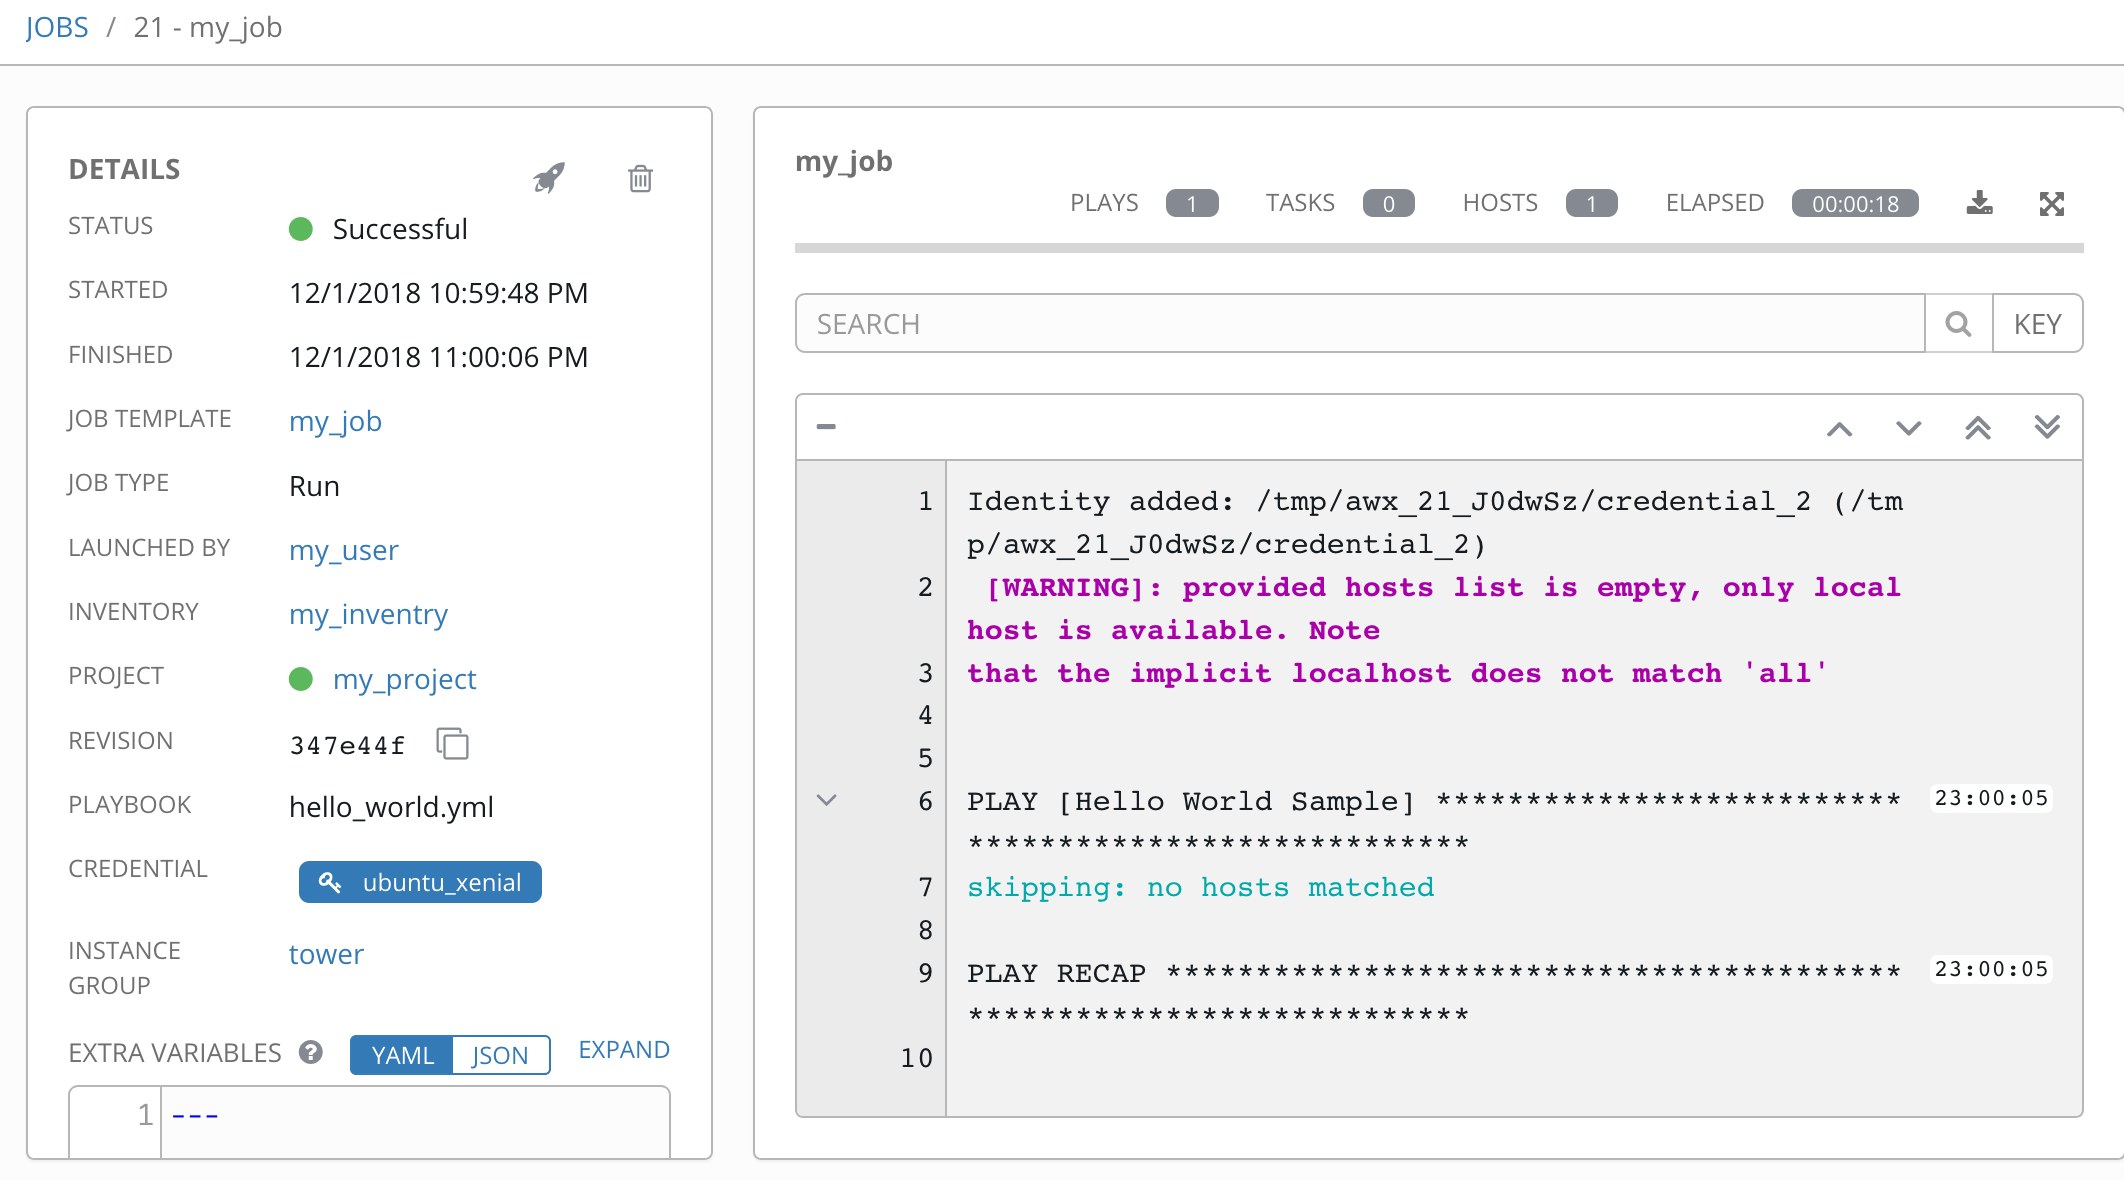 JOBS / 21 - my_job
DETAILS
STATUS Successful
STARTED 12/1/2018 10:59:48 PM
FINISHED 12/1/2018 11:00:06 PM
JOB TEMPLATE my_job
JOB TYPE Run
LAUNCHED BY my_user
INVENTORY my_inventry
PROJECT my_project
REVISION 347e44f
PLAYBOOK hello_world.yml
CREDENTIAL ubuntu_xenial
INSTANCE tower
GROUP
EXTRA VARIABLES ? YAML JSON EXPAND
1 ---
my_job
PLAYS 1 TASKS 0 HOSTS 1 ELAPSED 00:00:18
SEARCH KEY
1 Identity added: /tmp/awx_21_J0dwSz/credential_2 (/tm
p/awx_21_J0dwSz/credential_2)
2 [WARNING]: provided hosts list is empty, only local
host is available. Note
3 that the implicit localhost does not match 'all'
4
5
6 PLAY [Hello World Sample] ************************** 23:00:05
****************************
7 skipping: no hosts matched
8
9 PLAY RECAP ***************************************** 23:00:05
****************************
10